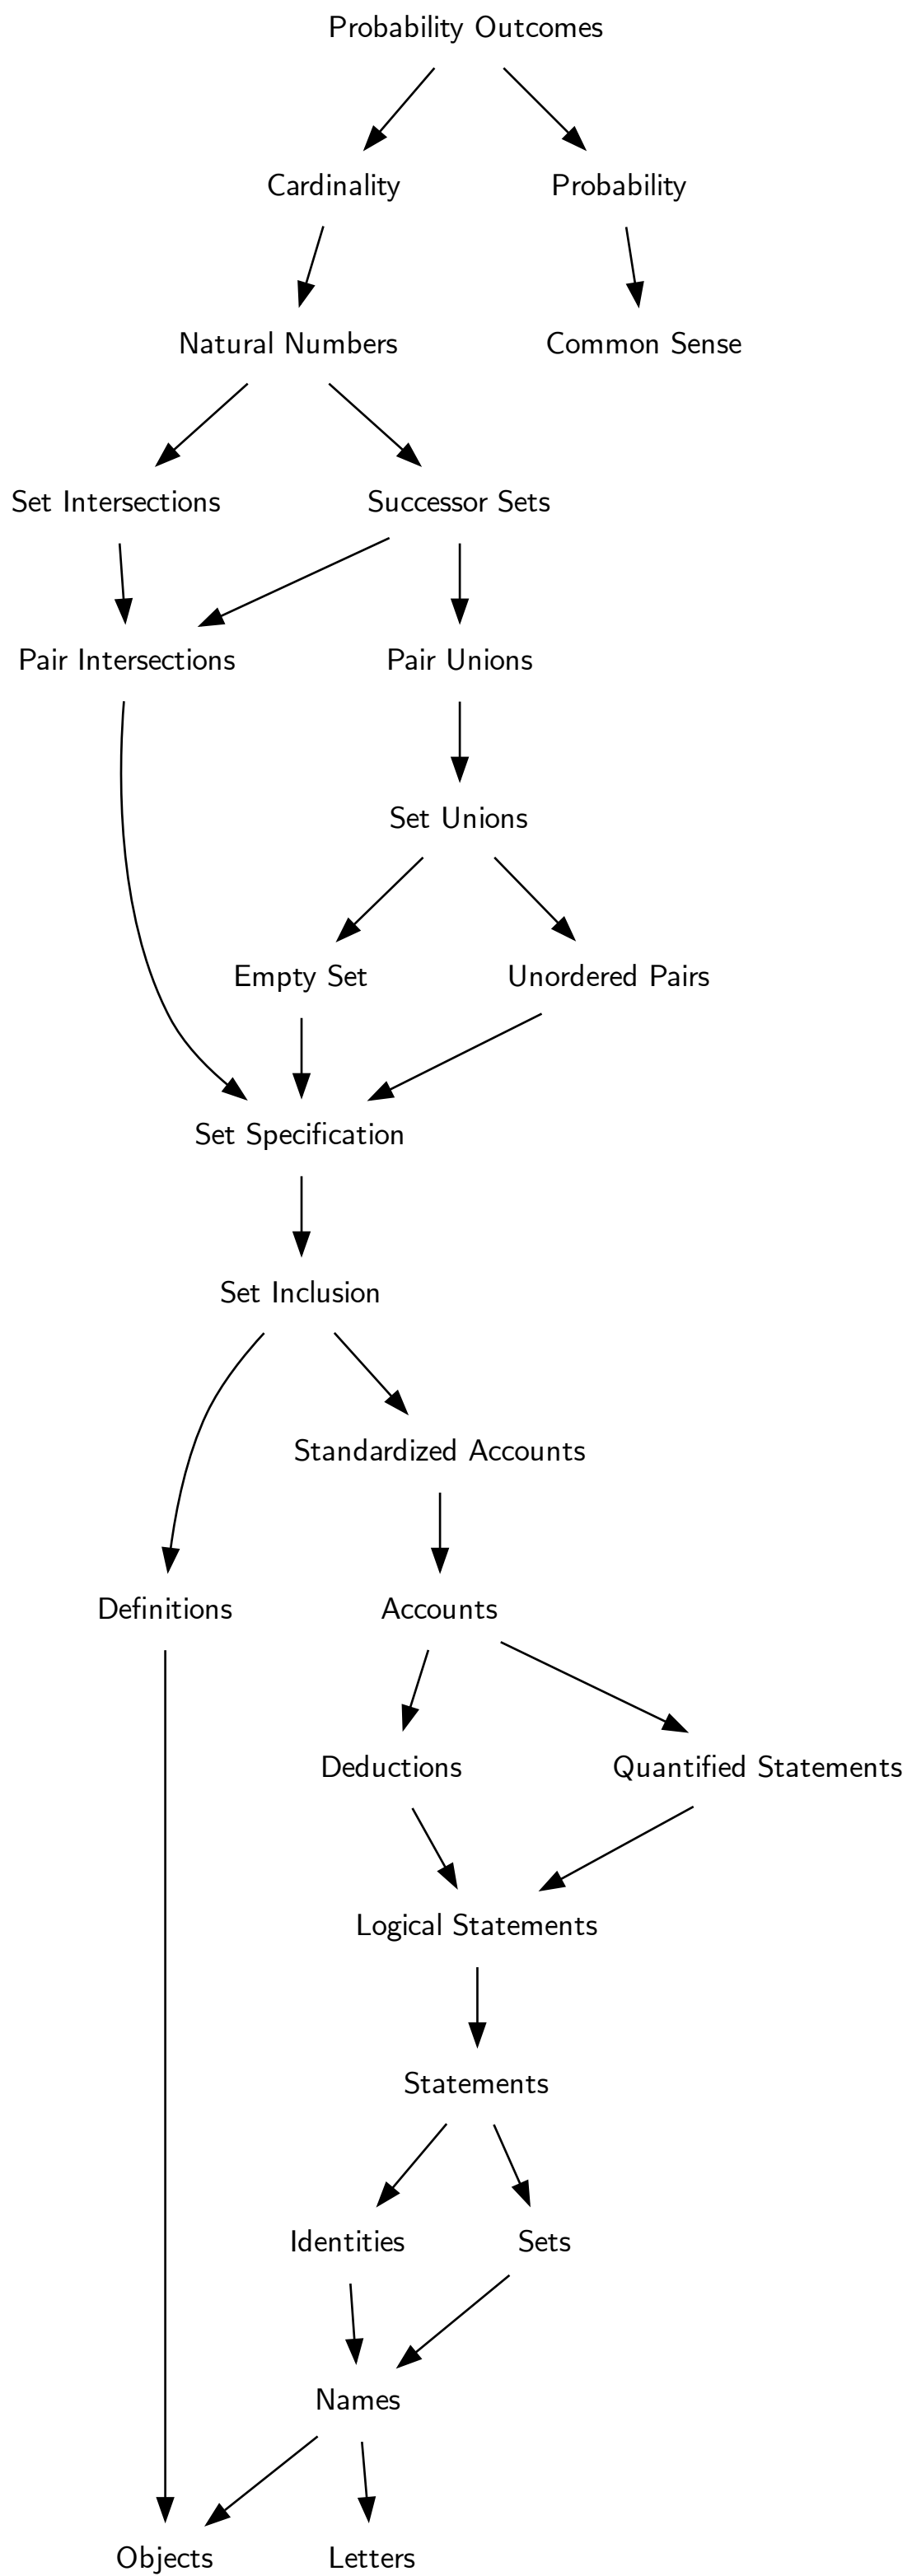 Probability Outcomes
Cardinality
Probability
Natural Numbers
Common Sense
Set Intersections
Successor Sets
Pair Intersections
Pair Unions
Set Unions
Empty Set
Unordered Pairs
Set Specification
Set Inclusion
Standardized Accounts
Definitions
Accounts
Deductions
Quantified Statements
Logical Statements
Statements
Identities
Sets
Names
Objects
Letters